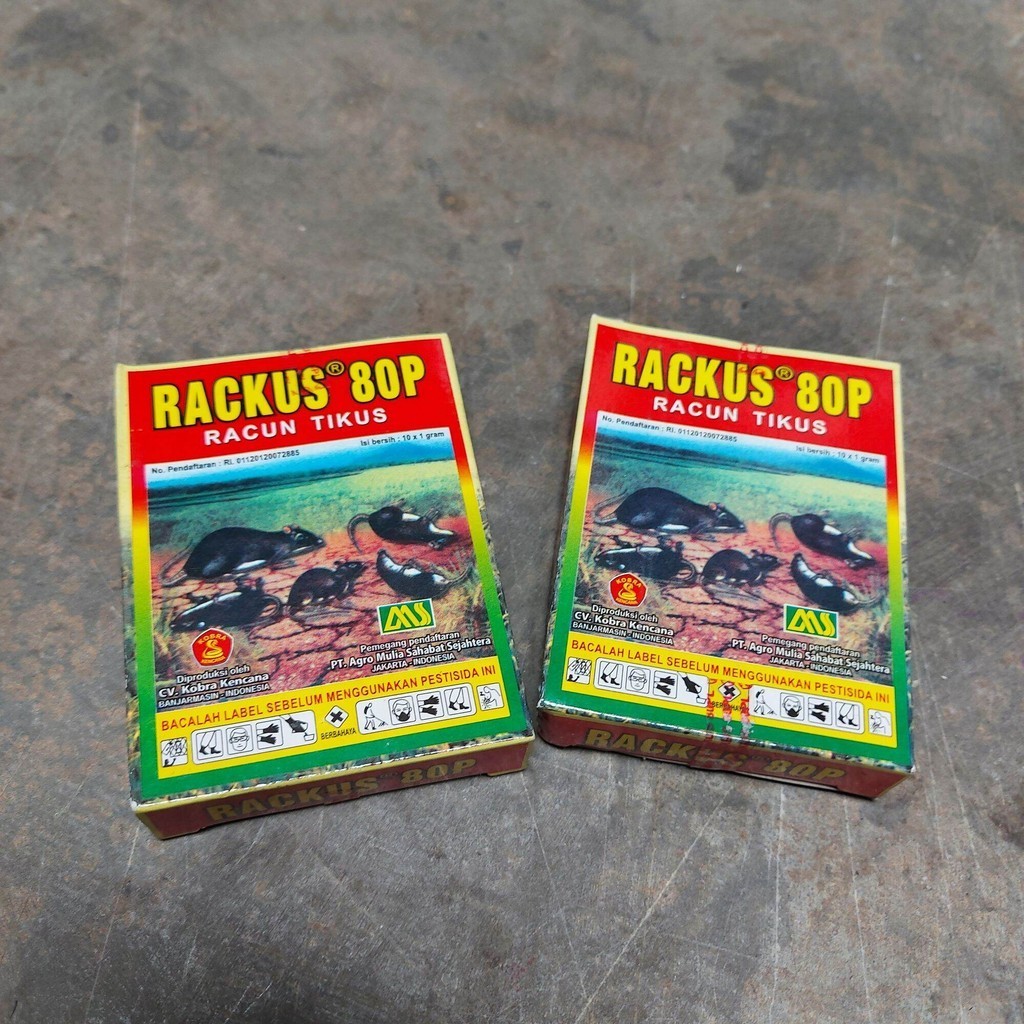 RACKUS® 80P
RACUN TIKUS
No. Pendaftaran : RI. 01120120072885
Isi bersih : 10 x 1 gram
KOBRA
Diproduksi oleh
CV. Kobra Kencana
BANJARMASIN - INDONESIA
Pemegang pendaftaran
PT. Agro Mulia Sahabat Sejahtera
JAKARTA - INDONESIA
BACALAH LABEL SEBELUM MENGGUNAKAN PESTISIDA INI
BERBAHAYA
RACKUS® 80P
RACKUS® 80P
RACUN TIKUS
No. Pendaftaran : RI. 01120120072885
Isi bersih : 10 x 1 gram
KOBRA
Diproduksi oleh
CV. Kobra Kencana
BANJARMASIN - INDONESIA
Pemegang pendaftaran
PT. Agro Mulia Sahabat Sejahtera
JAKARTA - INDONESIA
BACALAH LABEL SEBELUM MENGGUNAKAN PESTISIDA INI
BERBAHAYA
RACKUS® 80P